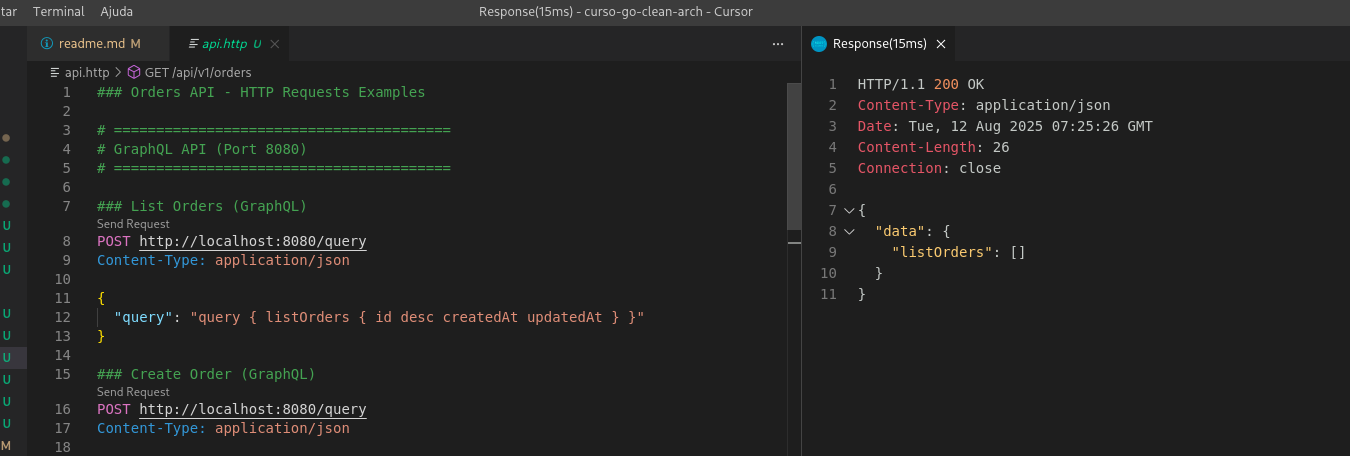 tar Terminal Ajuda Response(15ms) - curso-go-clean-arch - Cursor
readme.md M api.http U ···
api.http > GET /api/v1/orders
1 ### Orders API - HTTP Requests Examples
2
3 # ========================================
4 # GraphQL API (Port 8080)
5 # ========================================
6
7 ### List Orders (GraphQL)
Send Request
8 POST http://localhost:8080/query
9 Content-Type: application/json
10
11 {
12 "query": "query { listOrders { id desc createdAt updatedAt } }"
13 }
14
15 ### Create Order (GraphQL)
Send Request
16 POST http://localhost:8080/query
17 Content-Type: application/json
18
U
U
U
U
U
U
U
U
U
M
Response(15ms)
1 HTTP/1.1 200 OK
2 Content-Type: application/json
3 Date: Tue, 12 Aug 2025 07:25:26 GMT
4 Content-Length: 26
5 Connection: close
6
7 {
8 "data": {
9 "listOrders": []
10 }
11 }